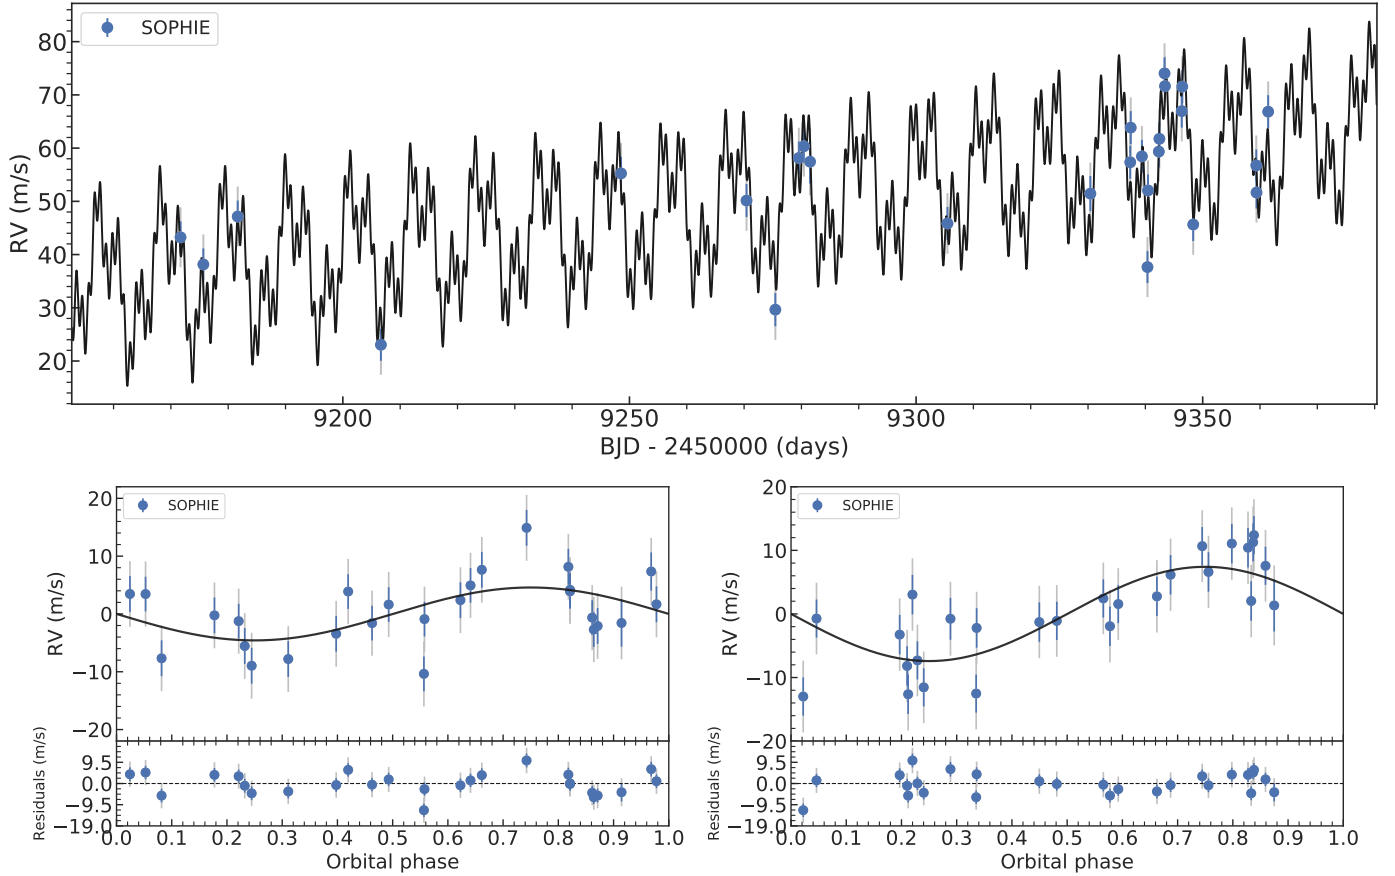 SOPHIE
80
70
60
50
40
30
20
RV (m/s)
9200 9250 9300 9350
BJD - 2450000 (days)
SOPHIE
20
10
0
−10
−20
RV (m/s)
9.5
0.0
−9.5
−19.0
Residuals (m/s)
0.0 0.1 0.2 0.3 0.4 0.5 0.6 0.7 0.8 0.9 1.0
Orbital phase
SOPHIE
20
10
0
−10
−20
RV (m/s)
9.5
0.0
−9.5
−19.0
Residuals (m/s)
0.0 0.1 0.2 0.3 0.4 0.5 0.6 0.7 0.8 0.9 1.0
Orbital phase